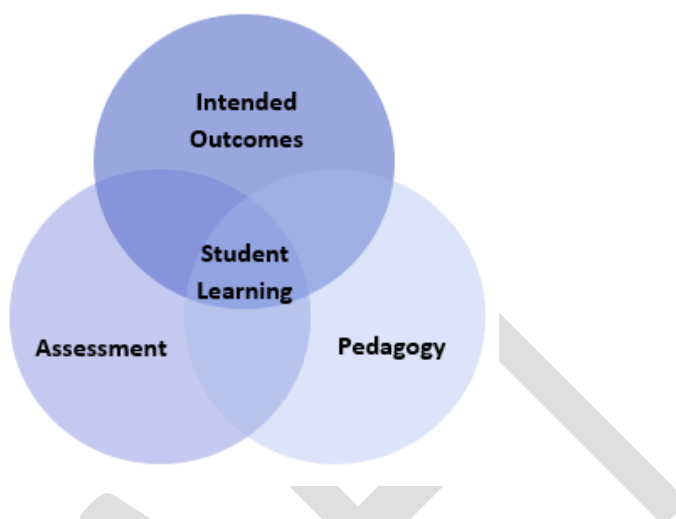 Intended
Outcomes
Student
Learning
Assessment
Pedagogy